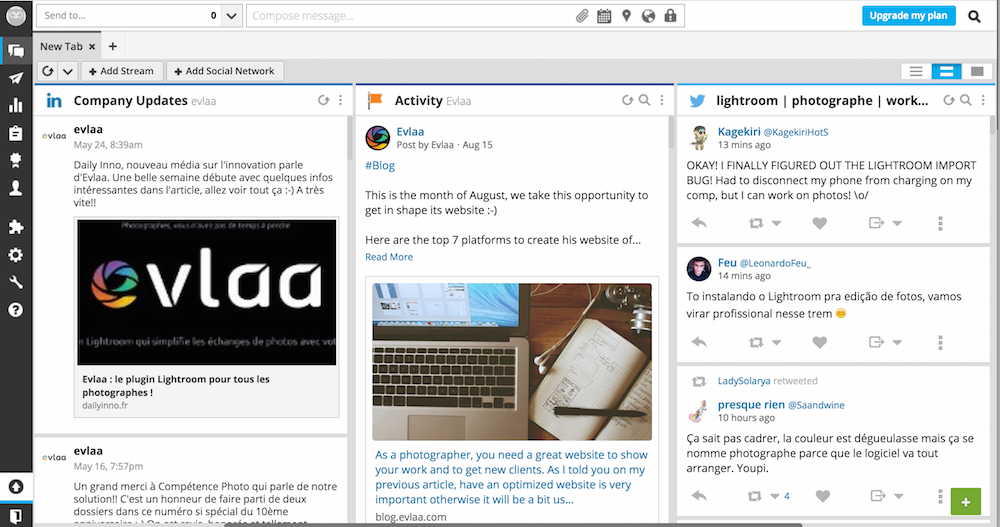 Send to...
0
Compose message...
Upgrade my plan
New Tab
Add Stream
Add Social Network
Company Updates evlaa
evlaa
evlaa
May 24, 8:39am
Daily Inno, nouveau média sur l'innovation parle
d'Evlaa. Une belle semaine débute avec quelques infos
intéressantes dans l'article, allez voir tout ça :-) A très
vite!!
Photographes, vous n'avez pas de temps à perdre
evlaa
n Lightroom qui simplifie les échanges de photos avec vot
Evlaa : le plugin Lightroom pour tous les
photographes !
dailyinno.fr
evlaa
evlaa
May 16, 7:57pm
Un grand merci à Compétence Photo qui parle de notre
solution!! C'est un honneur de faire parti de deux
dossiers dans ce numéro si spécial du 10ème
Activity Evlaa
Evlaa
Post by Evlaa · Aug 15
#Blog
This is the month of August, we take this opportunity to
get in shape its website :-)
Here are the top 7 platforms to create his website of...
Read More
As a photographer, you need a great website to show
your work and to get new clients. As I told you on my
previous article, have an optimized website is very
important otherwise it will be a bit us...
blog.evlaa.com
lightroom | photographe | work...
Kagekiri @KagekiriHotS
13 mins ago
OKAY! I FINALLY FIGURED OUT THE LIGHTROOM IMPORT
BUG! Had to disconnect my phone from charging on my
comp, but I can work on photos! \o/
Feu @LeonardoFeu_
14 mins ago
To instalando o Lightroom pra edição de fotos, vamos
virar profissional nesse trem 😊
LadySolarya retweeted
presque rien @Saandwine
10 hours ago
Ça sait pas cadrer, la couleur est dégueulasse mais ça se
nomme photographe parce que le logiciel va tout
arranger. Youpi.
4